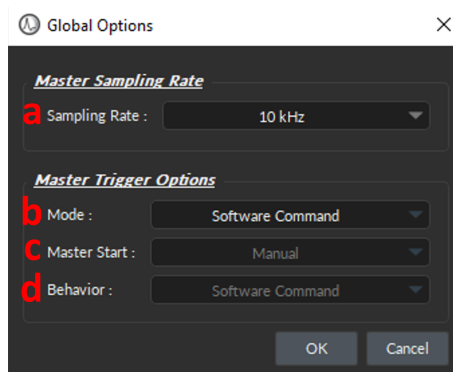 Global Options
Master Sampling Rate
a Sampling Rate : 10 kHz
Master Trigger Options
b Mode : Software Command
c Master Start : Manual
d Behavior : Software Command
OK Cancel